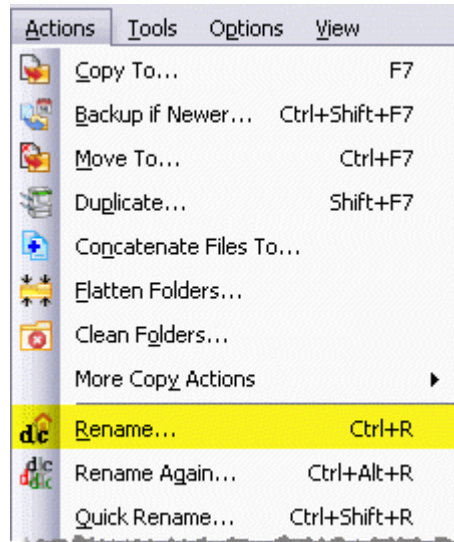 Actions Tools Options View
Copy To... F7
Backup if Newer... Ctrl+Shift+F7
Move To... Ctrl+F7
Duplicate... Shift+F7
Concatenate Files To...
Flatten Folders...
Clean Folders...
More Copy Actions
Rename... Ctrl+R
Rename Again... Ctrl+Alt+R
Quick Rename... Ctrl+Shift+R